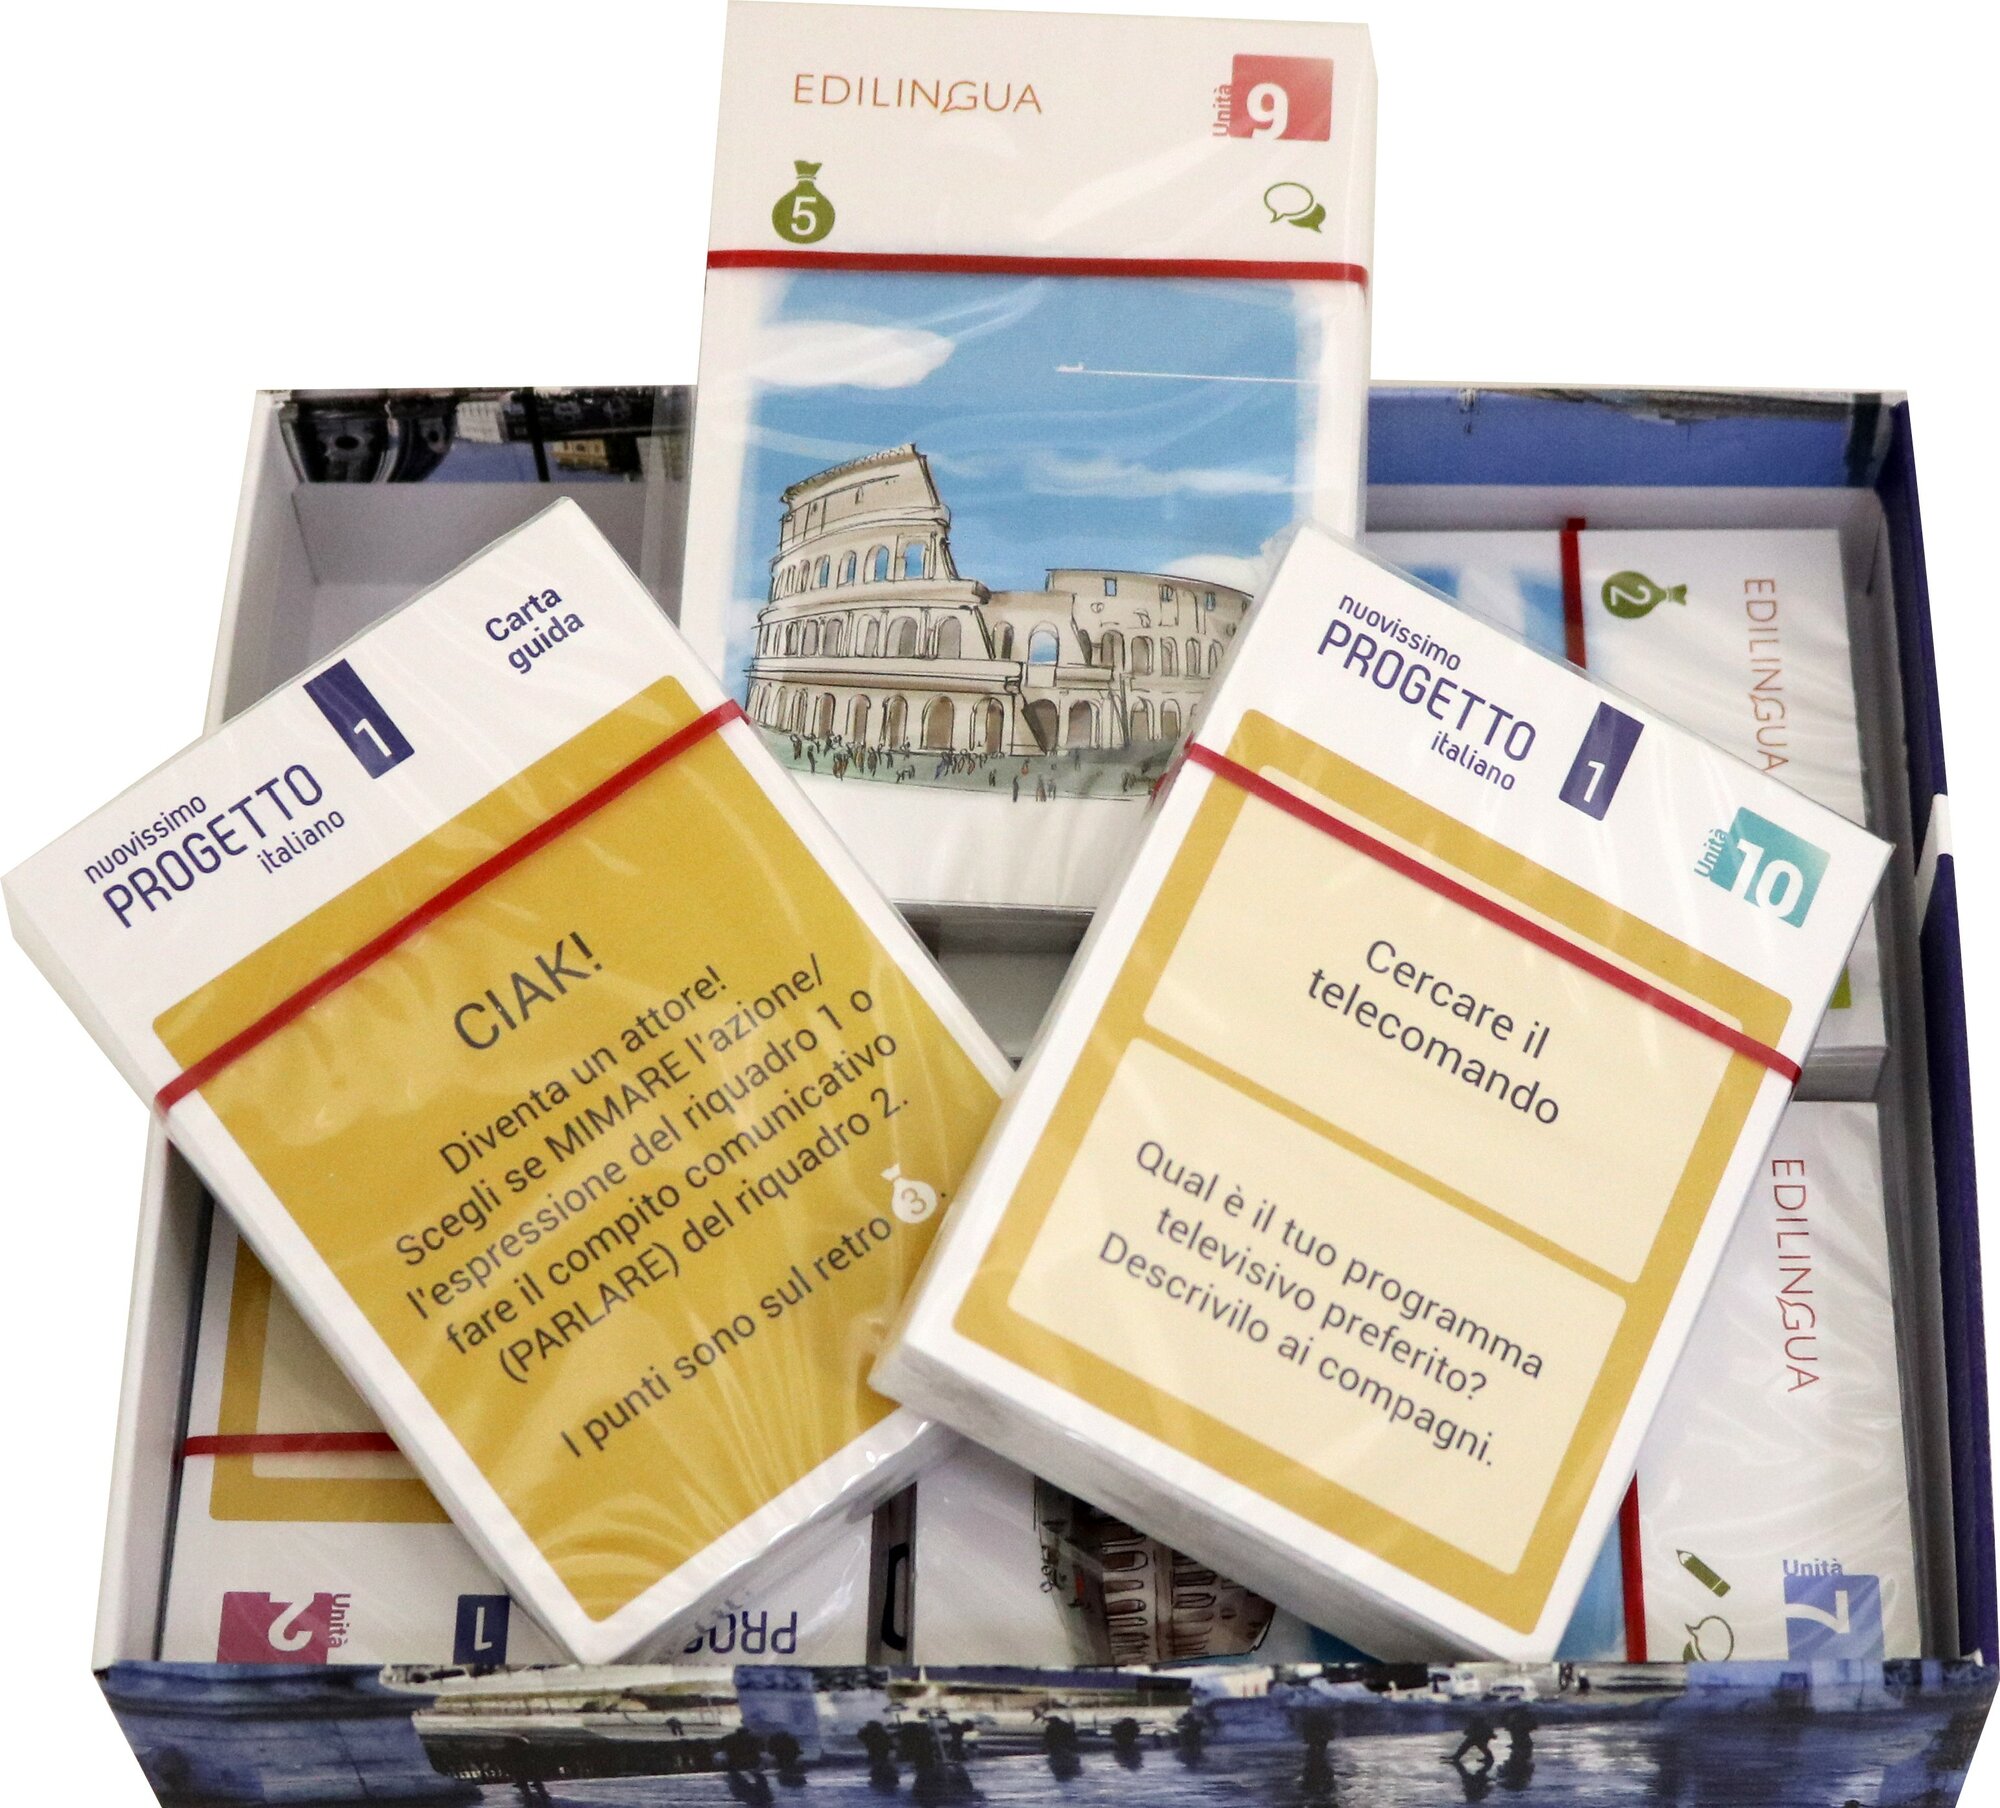 EDILINGUA
Unità
9
5
nuovissimo
PROGETTO
italiano
1
Carta
guida
CIAK!
Diventa un attore!
Scegli se MIMARE l'azione/
l'espressione del riquadro 1 o
fare il compito comunicativo
(PARLARE) del riquadro 2.
I punti sono sul retro 3.
nuovissimo
PROGETTO
italiano
1
Unità
10
Cercare il
telecomando
Qual è il tuo programma
televisivo preferito?
Descrivilo ai compagni.
2
EDILINGUA
EDILINGUA
Unità
7
Unità
2
1